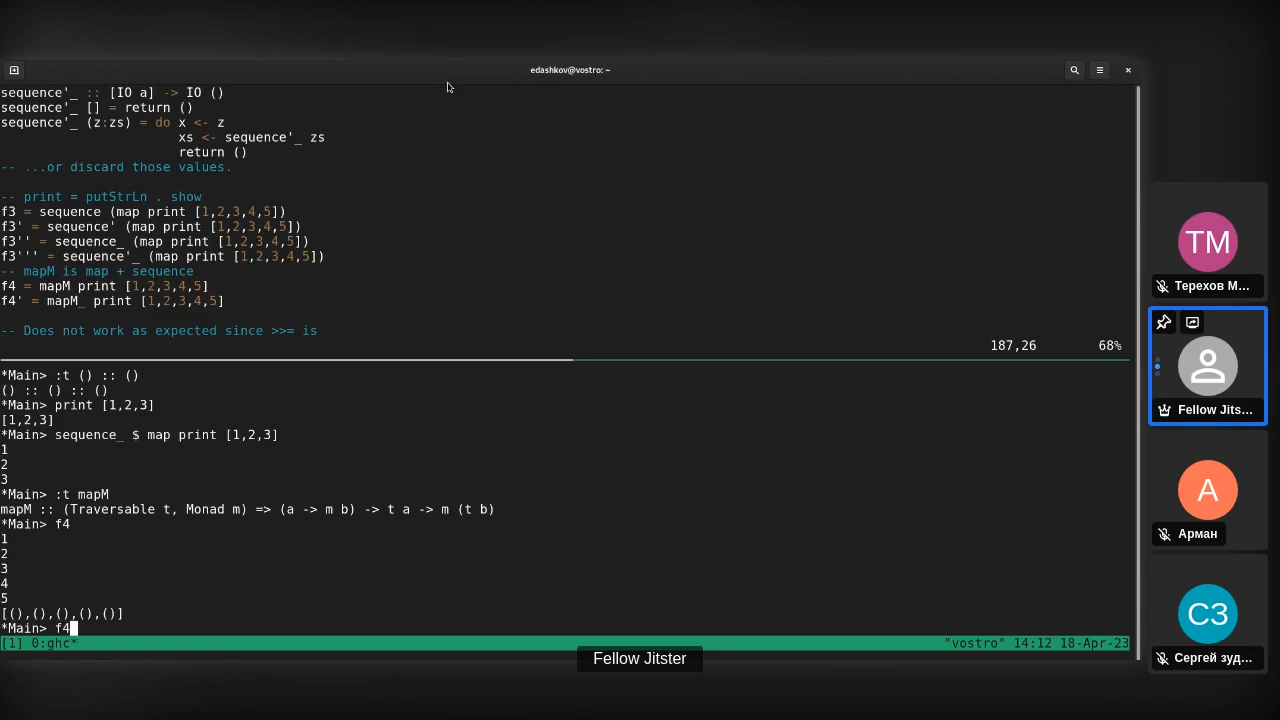 edashkov@vostro: ~
sequence'_ :: [IO a] -> IO ()
sequence'_ [] = return ()
sequence'_ (z:zs) = do x <- z
                       xs <- sequence'_ zs
                       return ()
-- ...or discard those values.

-- print = putStrLn . show
f3 = sequence (map print [1,2,3,4,5])
f3' = sequence' (map print [1,2,3,4,5])
f3'' = sequence_ (map print [1,2,3,4,5])
f3''' = sequence'_ (map print [1,2,3,4,5])
-- mapM is map + sequence
f4 = mapM print [1,2,3,4,5]
f4' = mapM_ print [1,2,3,4,5]

-- Does not work as expected since >>= is
187,26 68%
*Main> :t () :: ()
() :: () :: ()
*Main> print [1,2,3]
[1,2,3]
*Main> sequence_ $ map print [1,2,3]
1
2
3
*Main> :t mapM
mapM :: (Traversable t, Monad m) => (a -> m b) -> t a -> m (t b)
*Main> f4
1
2
3
4
5
[(),(),(),(),()]
*Main> f4
[1] 0:ghc* "vostro" 14:12 18-Apr-23
Fellow Jitster
TM
Терехов М...
Fellow Jits...
A
Арман
СЗ
Сергей зуд...